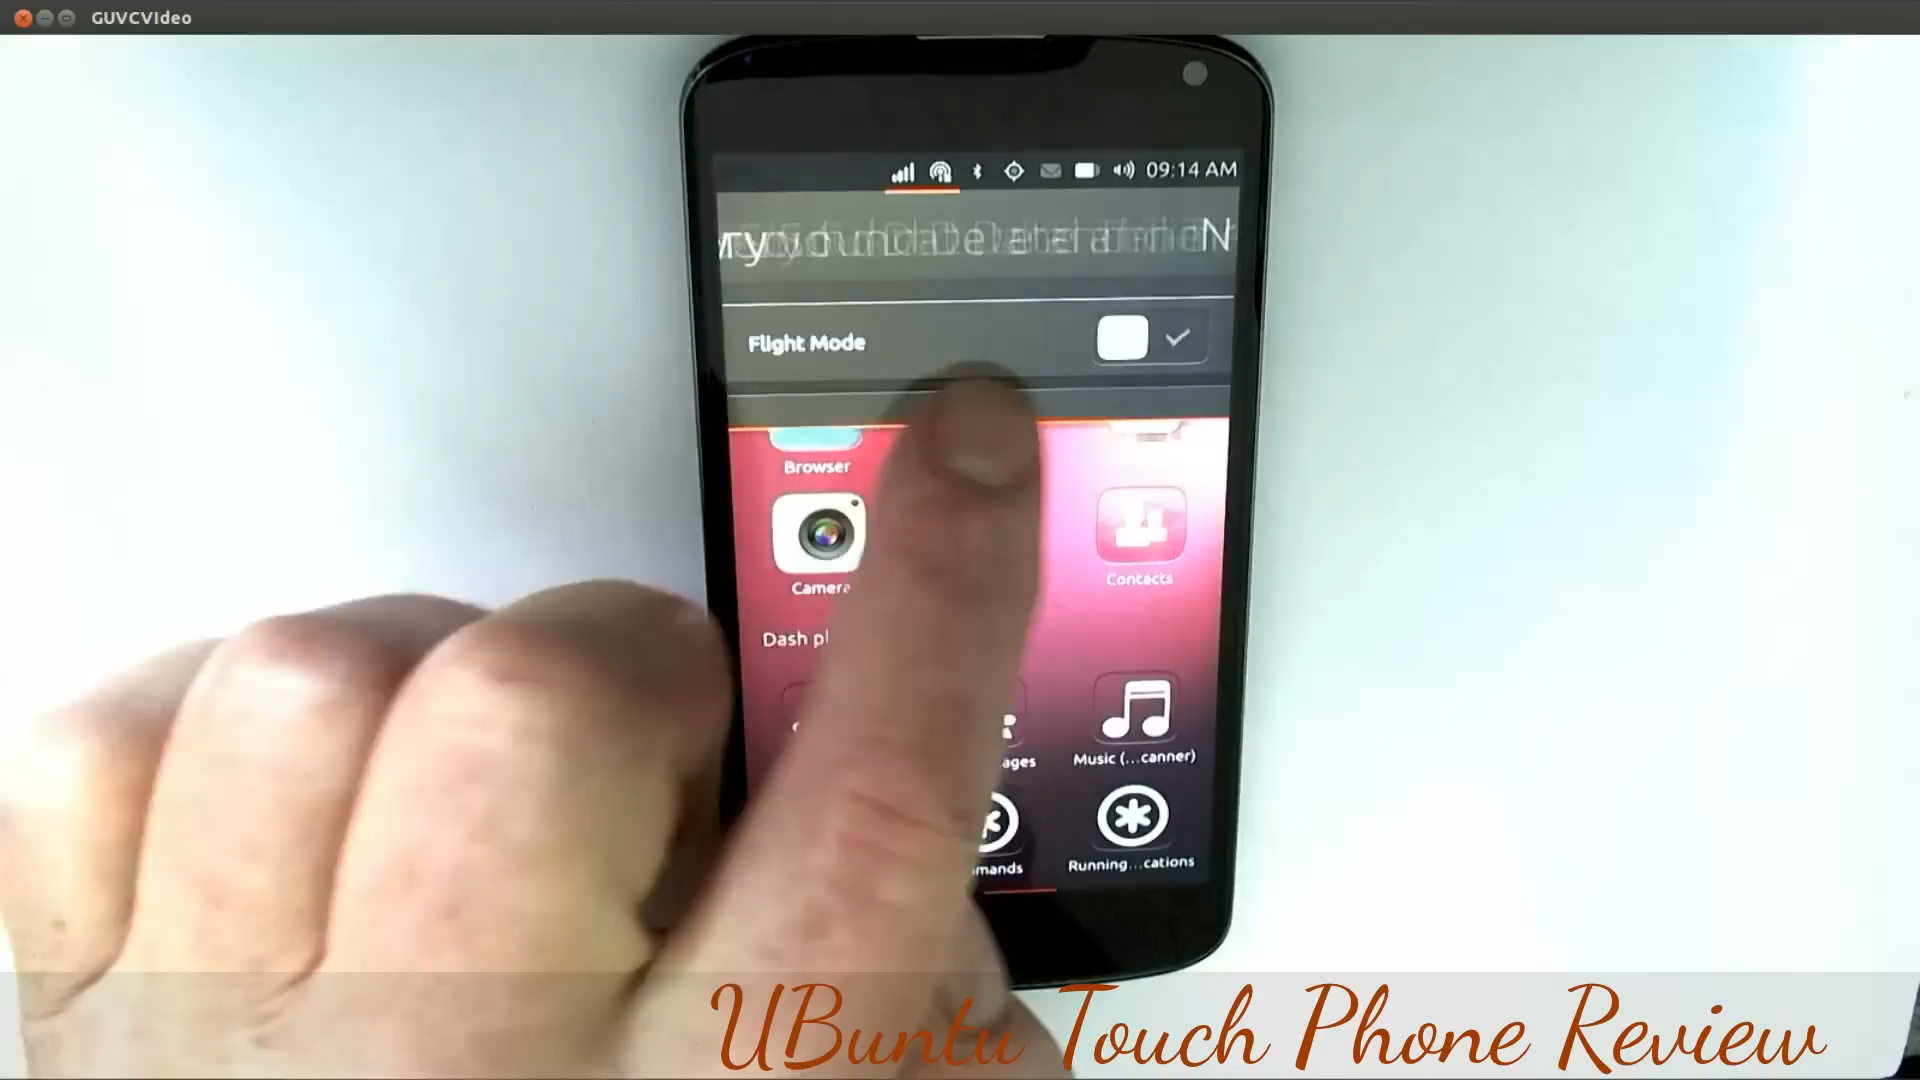 GUVCVIdeo
09:14 AM
Flight Mode
Browser
Camera
Contacts
Dash pl
ages
Music (...canner)
mands
Running...cations
UBuntu Touch Phone Review